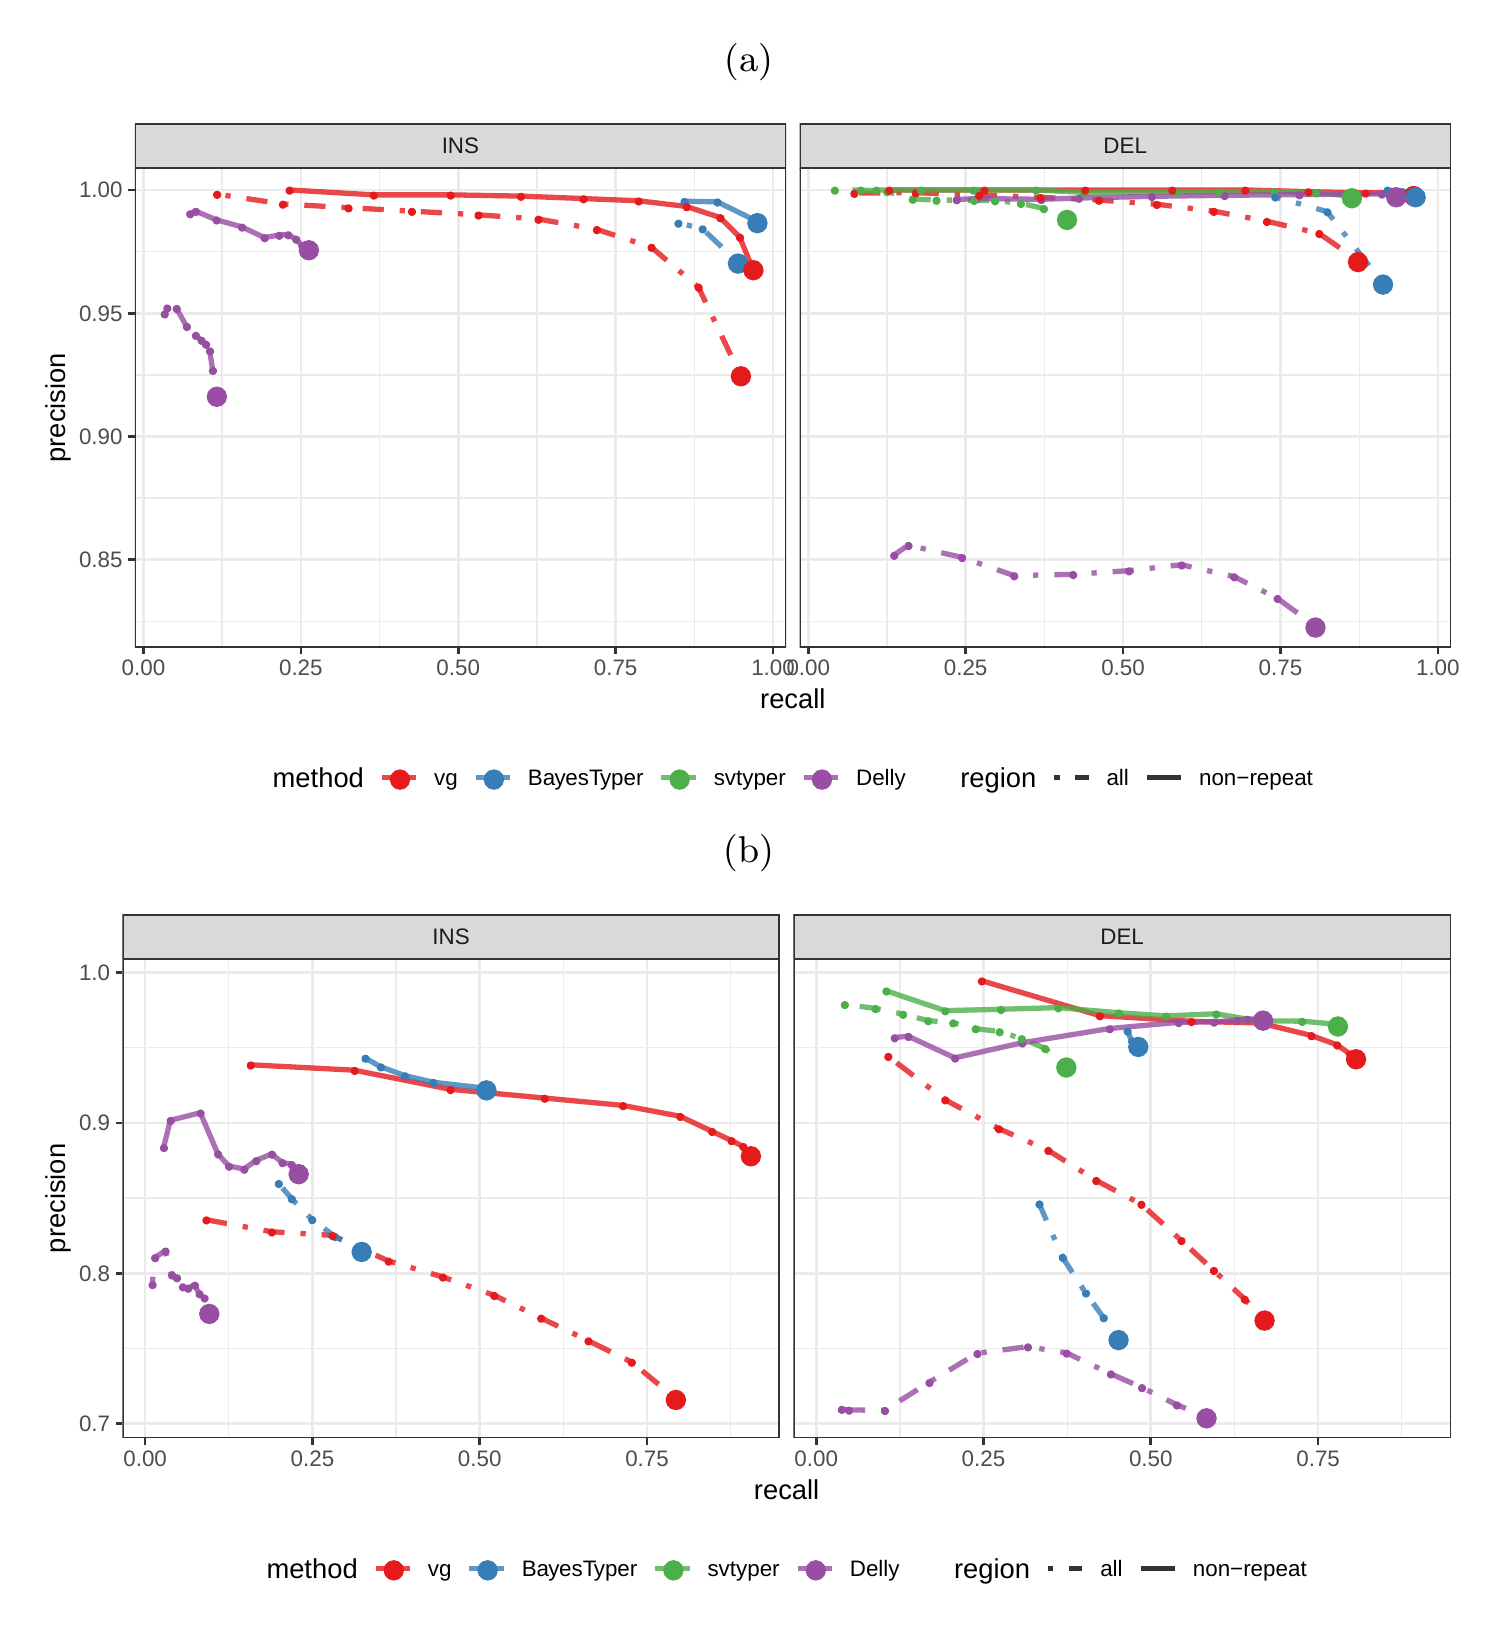 (a)
INS DEL
1.00
0.95
0.90
0.85
precision
0.00 0.25 0.50 0.75 1.00 0.00 0.25 0.50 0.75 1.00
recall
method vg BayesTyper svtyper Delly region all non−repeat
(b)
INS DEL
1.0
0.9
0.8
0.7
precision
0.00 0.25 0.50 0.75 0.00 0.25 0.50 0.75
recall
method vg BayesTyper svtyper Delly region all non−repeat